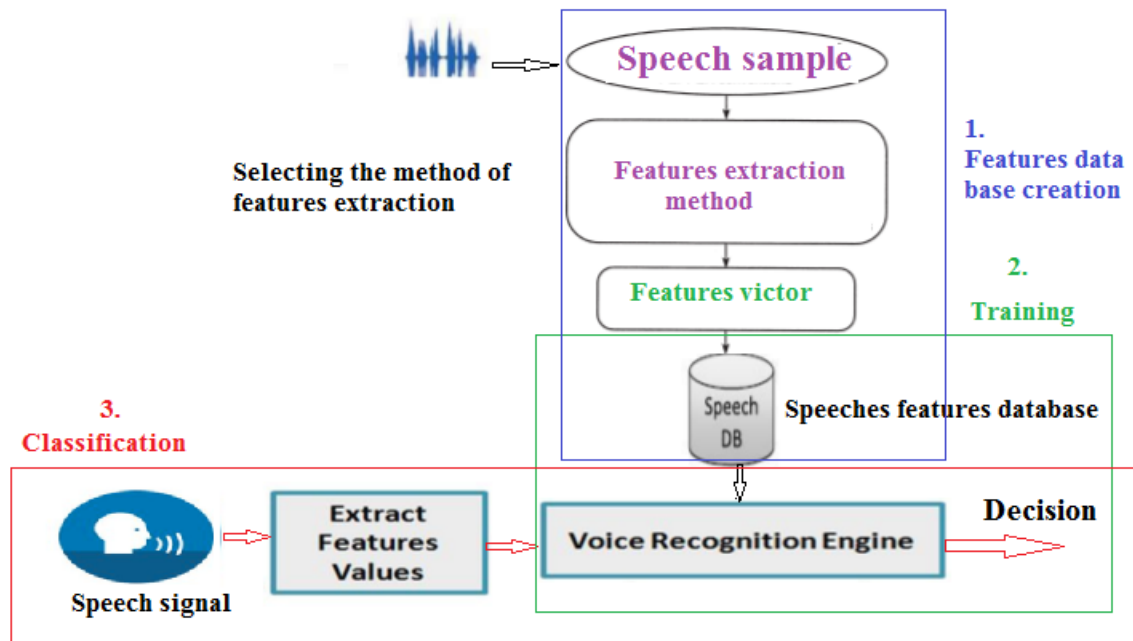 Speech sample
1.
Features data
base creation
Selecting the method of
features extraction
Features extraction
method
2.
Training
Features victor
3.
Classification
Speech
DB
Speeches features database
Speech signal
Extract
Features
Values
Voice Recognition Engine
Decision